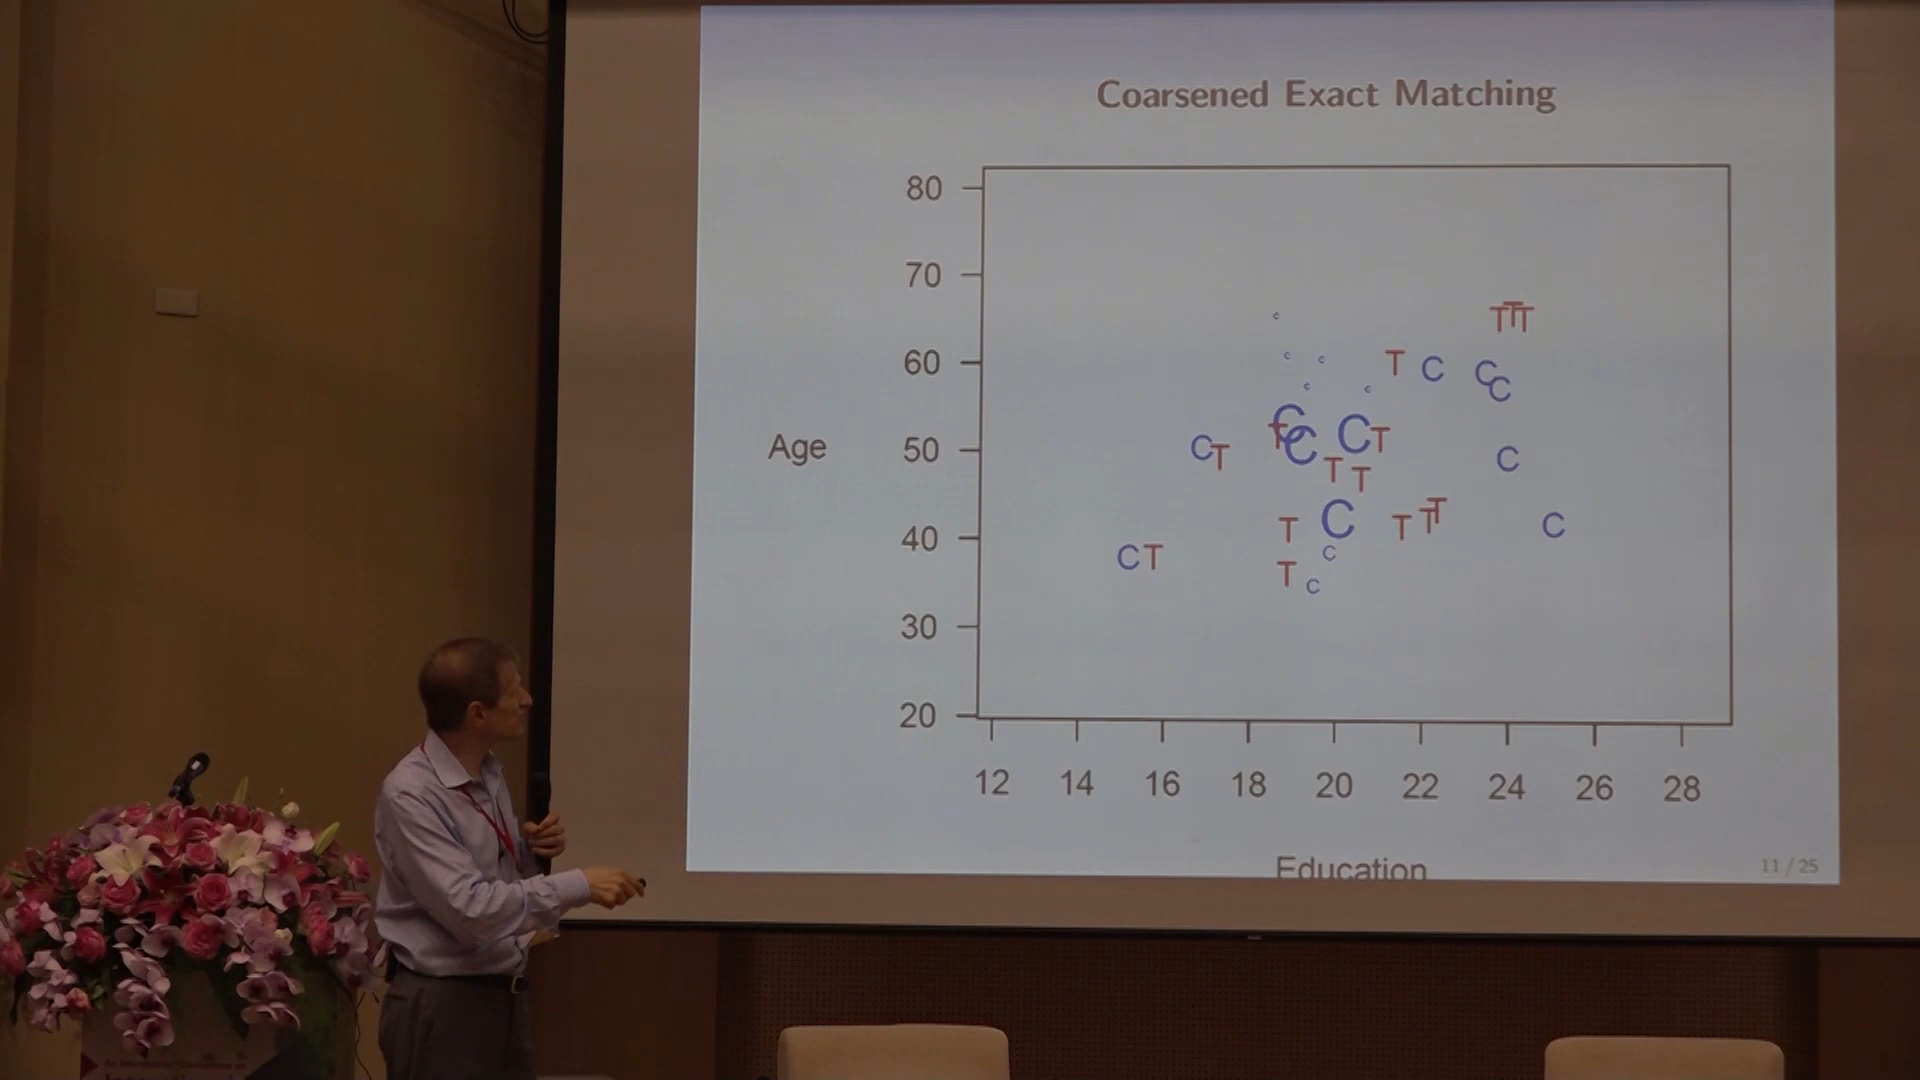 Coarsened Exact Matching
80
70
T T T
c
60
c c T C C C
c c
Age
50
C T C T C C T
T T C
40
T C T T T C
C T c
T c
30
20
12 14 16 18 20 22 24 26 28
Education
11 / 25